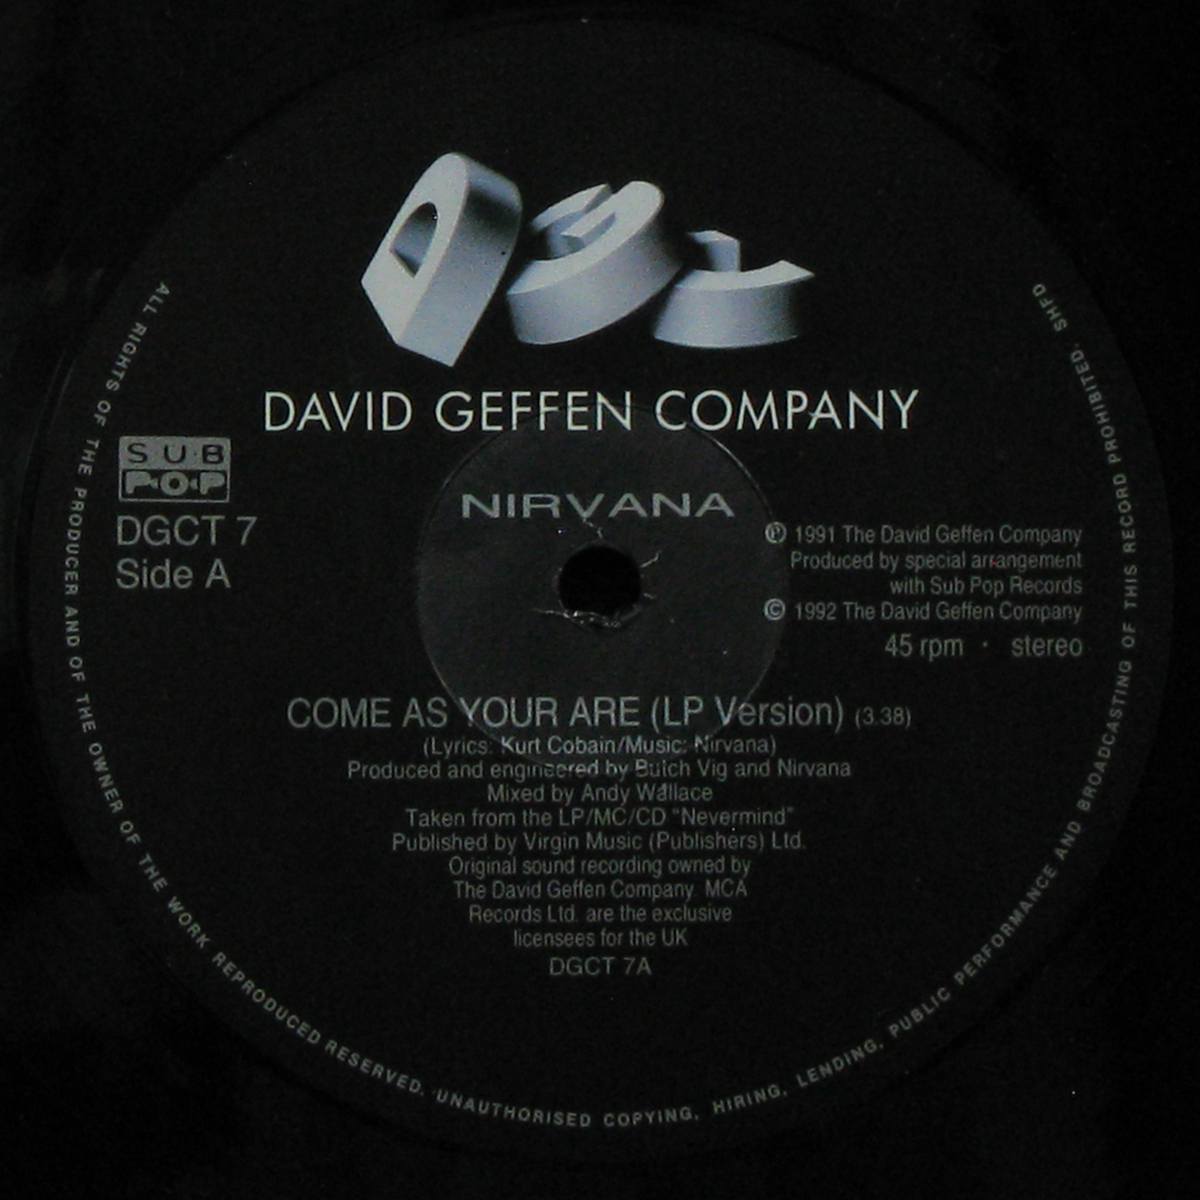 DGC
DAVID GEFFEN COMPANY
SUB
POP
DGCT 7
Side A
NIRVANA
℗ 1991 The David Geffen Company
Produced by special arrangement
with Sub Pop Records
© 1992 The David Geffen Company
45 rpm · stereo
COME AS YOUR ARE (LP Version) (3.38)
(Lyrics: Kurt Cobain/Music: Nirvana)
Produced and engineered by Butch Vig and Nirvana
Mixed by Andy Wallace
Taken from the LP/MC/CD “Nevermind”
Published by Virgin Music (Publishers) Ltd.
Original sound recording owned by
The David Geffen Company. MCA
Records Ltd. are the exclusive
licensees for the UK
DGCT 7A
ALL RIGHTS OF THE PRODUCER AND OF THE OWNER OF THE WORK REPRODUCED RESERVED. UNAUTHORISED COPYING, HIRING, LENDING, PUBLIC PERFORMANCE AND BROADCASTING OF THIS RECORD PROHIBITED. SHFD